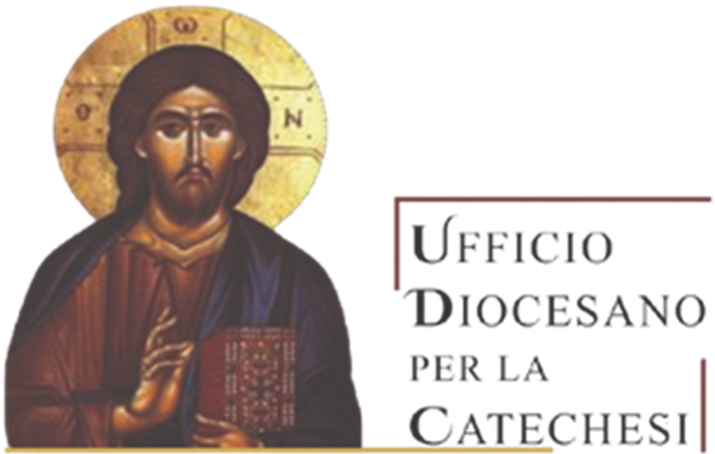 ω
Ο Ν
UFFICIO
DIOCESANO
PER LA
CATECHESI